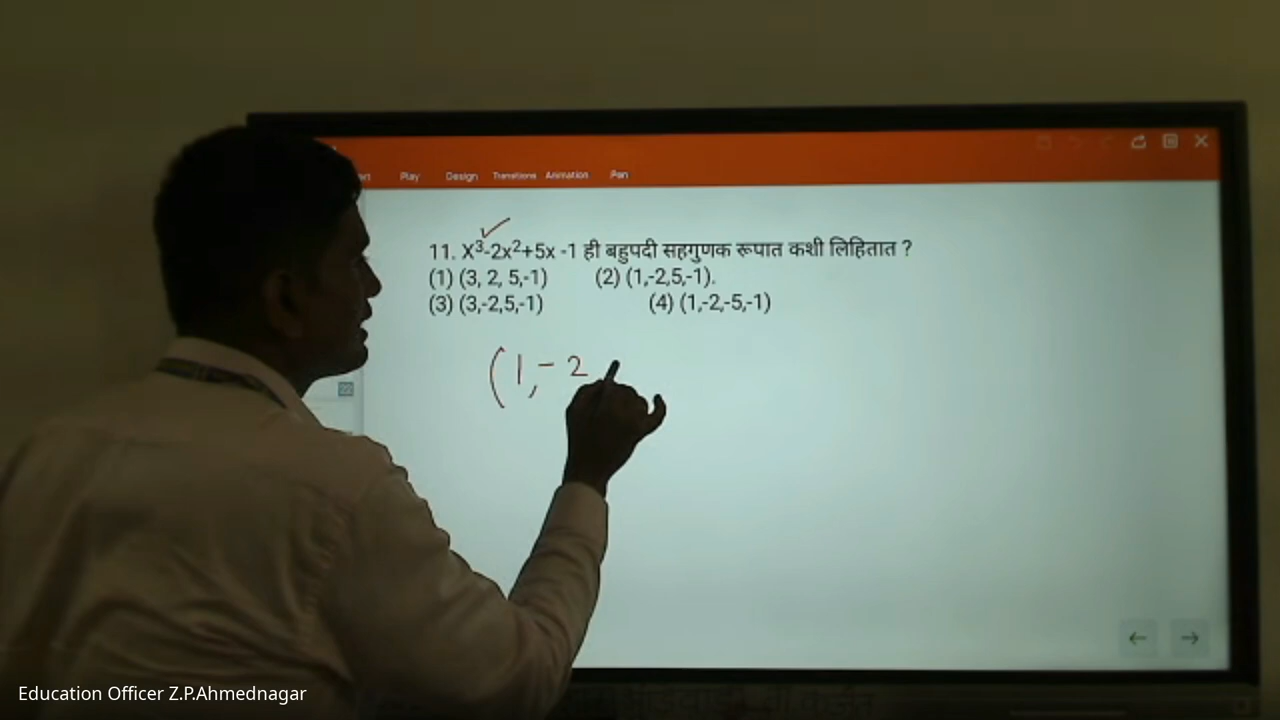 Play Design Transitions Animation Pen
11. X³-2x²+5x -1 ही बहुपदी सहगुणक रूपात कशी लिहितात ?
(1) (3, 2, 5,-1) (2) (1,-2,5,-1).
(3) (3,-2,5,-1) (4) (1,-2,-5,-1)
(1,-2
Education Officer Z.P.Ahmednagar